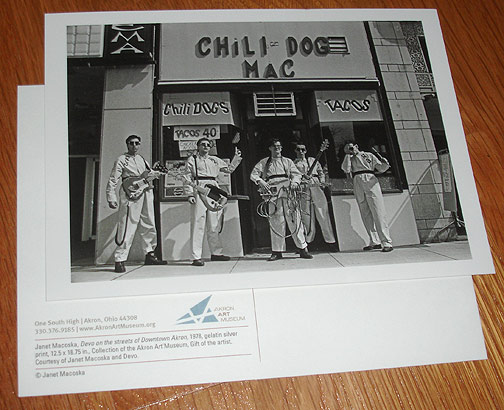 MA
CHiLi-DOG
MAC
Chili DOGS
TACOS
TACOS 40
One South High | Akron, Ohio 44308
330.376.9185 | www.AkronArtMuseum.org
AKRON
ART
MUSEUM
Janet Macoska, Devo on the streets of Downtown Akron, 1978, gelatin silver
print, 12.5 x 18.75 in., Collection of the Akron Art Museum, Gift of the artist.
Courtesy of Janet Macoska and Devo.
© Janet Macoska